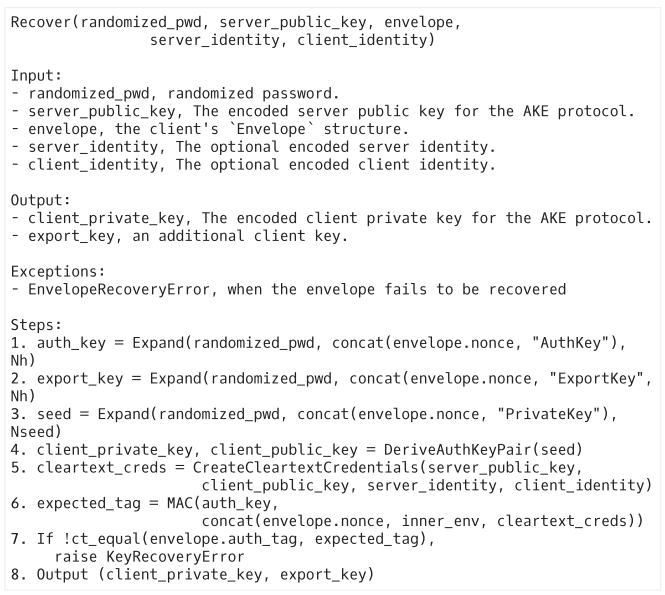 Recover(randomized_pwd, server_public_key, envelope,
server_identity, client_identity)
Input:
- randomized_pwd, randomized password.
- server_public_key, The encoded server public key for the AKE protocol.
- envelope, the client's `Envelope` structure.
- server_identity, The optional encoded server identity.
- client_identity, The optional encoded client identity.
Output:
- client_private_key, The encoded client private key for the AKE protocol.
- export_key, an additional client key.
Exceptions:
- EnvelopeRecoveryError, when the envelope fails to be recovered
Steps:
1. auth_key = Expand(randomized_pwd, concat(envelope.nonce, "AuthKey"),
Nh)
2. export_key = Expand(randomized_pwd, concat(envelope.nonce, "ExportKey",
Nh)
3. seed = Expand(randomized_pwd, concat(envelope.nonce, "PrivateKey"),
Nseed)
4. client_private_key, client_public_key = DeriveAuthKeyPair(seed)
5. cleartext_creds = CreateCleartextCredentials(server_public_key,
client_public_key, server_identity, client_identity)
6. expected_tag = MAC(auth_key,
concat(envelope.nonce, inner_env, cleartext_creds))
7. If !ct_equal(envelope.auth_tag, expected_tag),
raise KeyRecoveryError
8. Output (client_private_key, export_key)